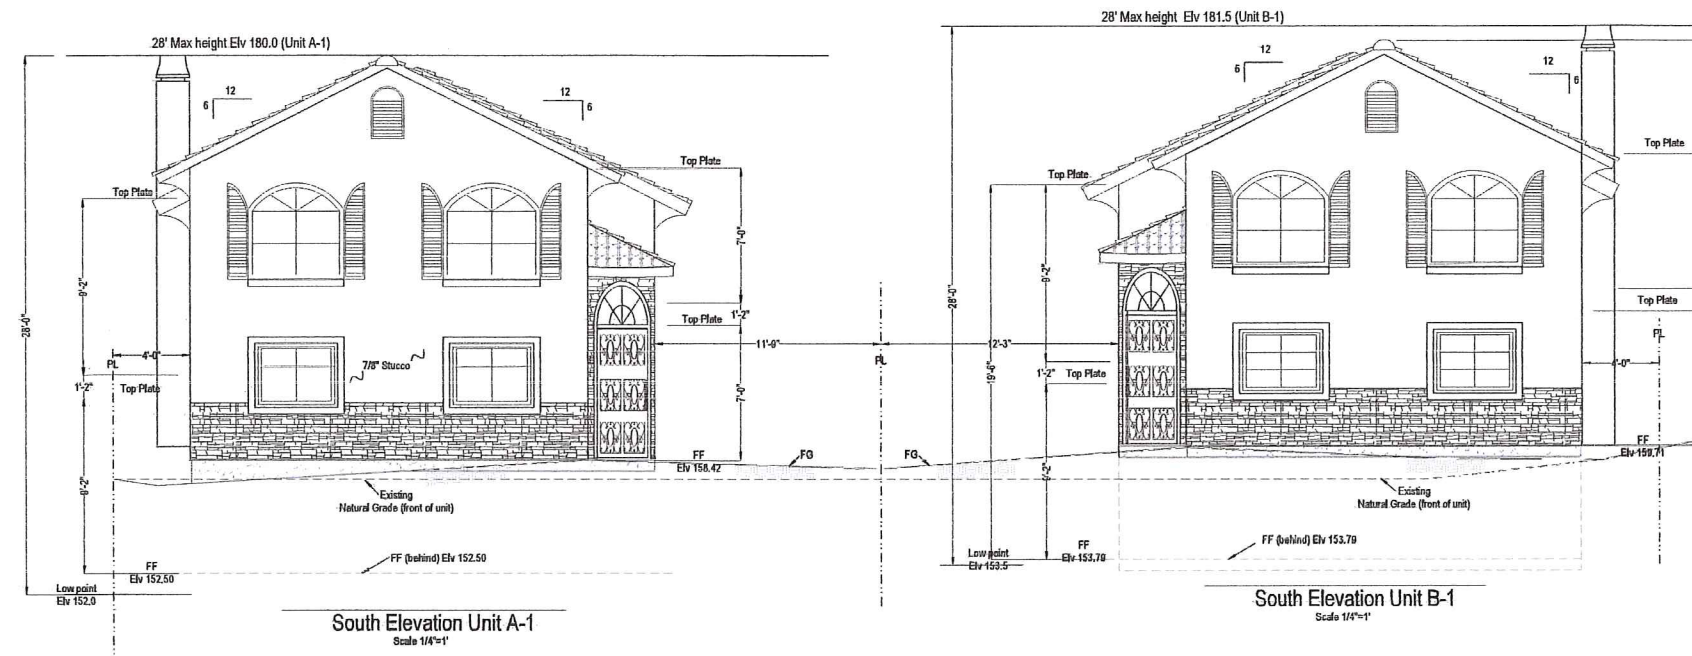 28' Max height Elv 180.0 (Unit A-1)
12
6
12
6
Top Plate
Top Plate
7'-0"
9'-2"
28'-0"
1'-2"
Top Plate
11'-9"
4'-0"
PL
7/8" Stucco
1'-2"
Top Plate
7'-0"
FF
Elv 158.42
FG
Existing
Natural Grade (front of unit)
FF (behind) Elv 152.50
FF
Elv 152.50
Low point
Elv 152.0
South Elevation Unit A-1
Scale 1/4"=1'
PL
28' Max height Elv 181.5 (Unit B-1)
12
6
12
6
Top Plate
Top Plate
9'-2"
28'-0"
19'-6"
12'-3"
1'-2"
Top Plate
Top Plate
PL
4'-0"
FG
FF
Elv 159.71
Existing
Natural Grade (front of unit)
FF (behind) Elv 153.79
FF
Elv 153.79
Low point
Elv 153.5
South Elevation Unit B-1
Scale 1/4"=1'